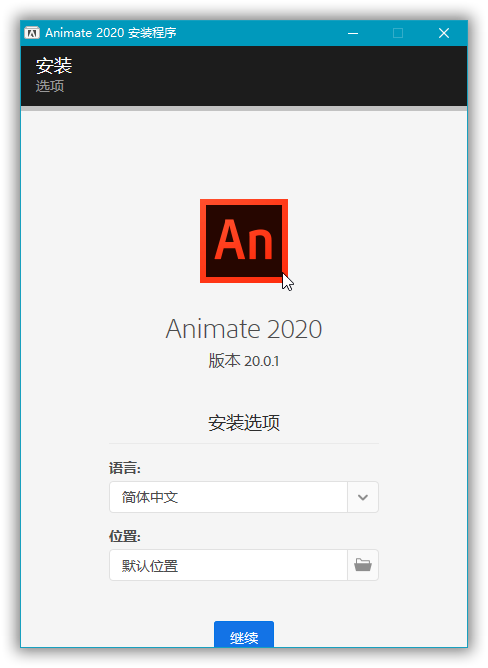 Animate 2020 安装程序
安装
选项
An
Animate 2020
版本 20.0.1
安装选项
语言:
简体中文
位置:
默认位置
继续